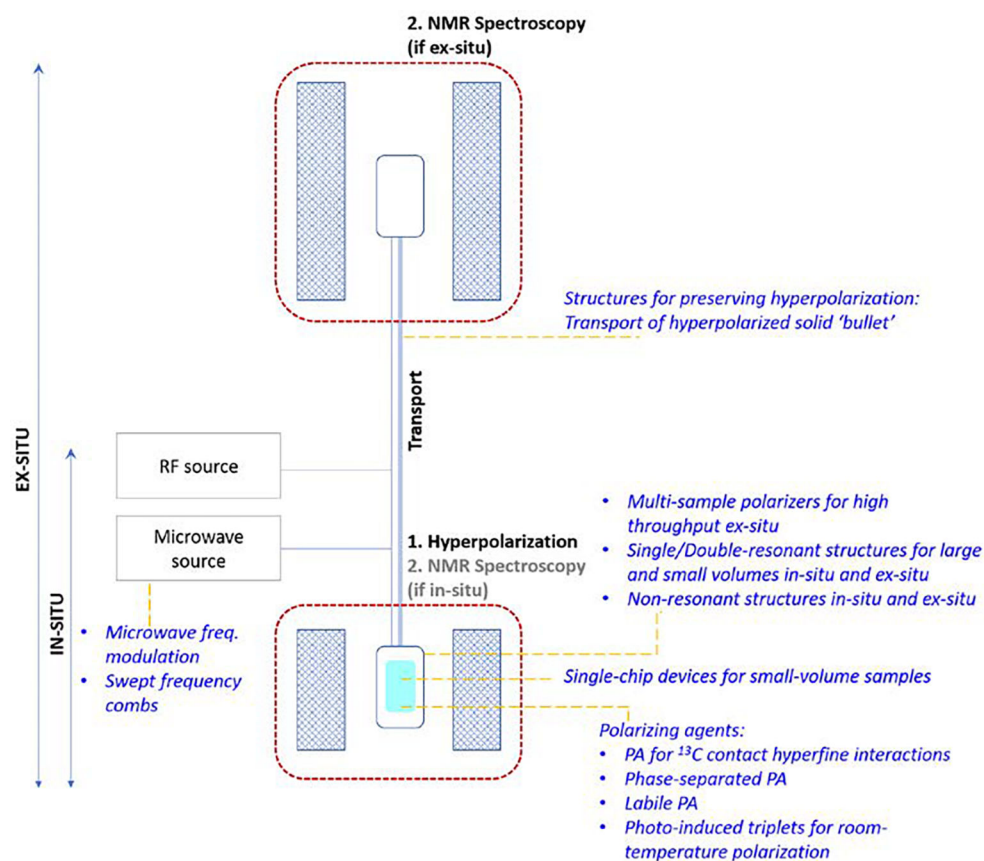 2. NMR Spectroscopy
(if ex-situ)
Structures for preserving hyperpolarization:
Transport of hyperpolarized solid ‘bullet’
Transport
EX-SITU
IN-SITU
RF source
Microwave
source
• Microwave freq.
modulation
• Swept frequency
combs
1. Hyperpolarization
2. NMR Spectroscopy
(if in-situ)
• Multi-sample polarizers for high
throughput ex-situ
• Single/Double-resonant structures for large
and small volumes in-situ and ex-situ
• Non-resonant structures in-situ and ex-situ
Single-chip devices for small-volume samples
Polarizing agents:
• PA for ¹³C contact hyperfine interactions
• Phase-separated PA
• Labile PA
• Photo-induced triplets for room-
temperature polarization